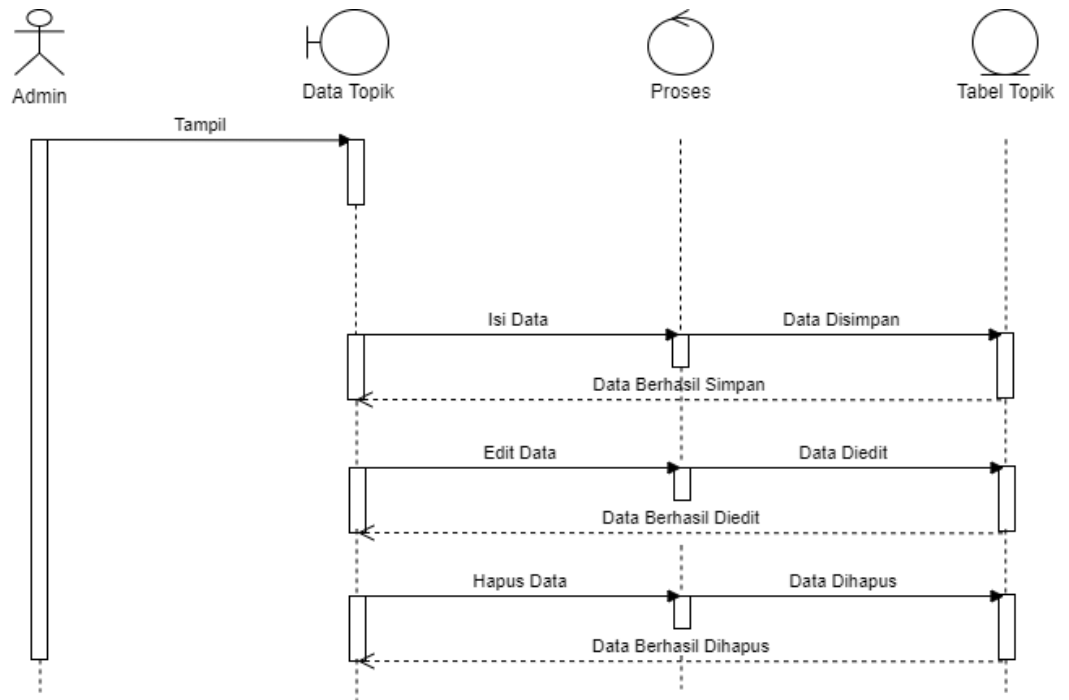 Admin
Data Topik
Proses
Tabel Topik
Tampil
Isi Data
Data Disimpan
Data Berhasil Simpan
Edit Data
Data Diedit
Data Berhasil Diedit
Hapus Data
Data Dihapus
Data Berhasil Dihapus